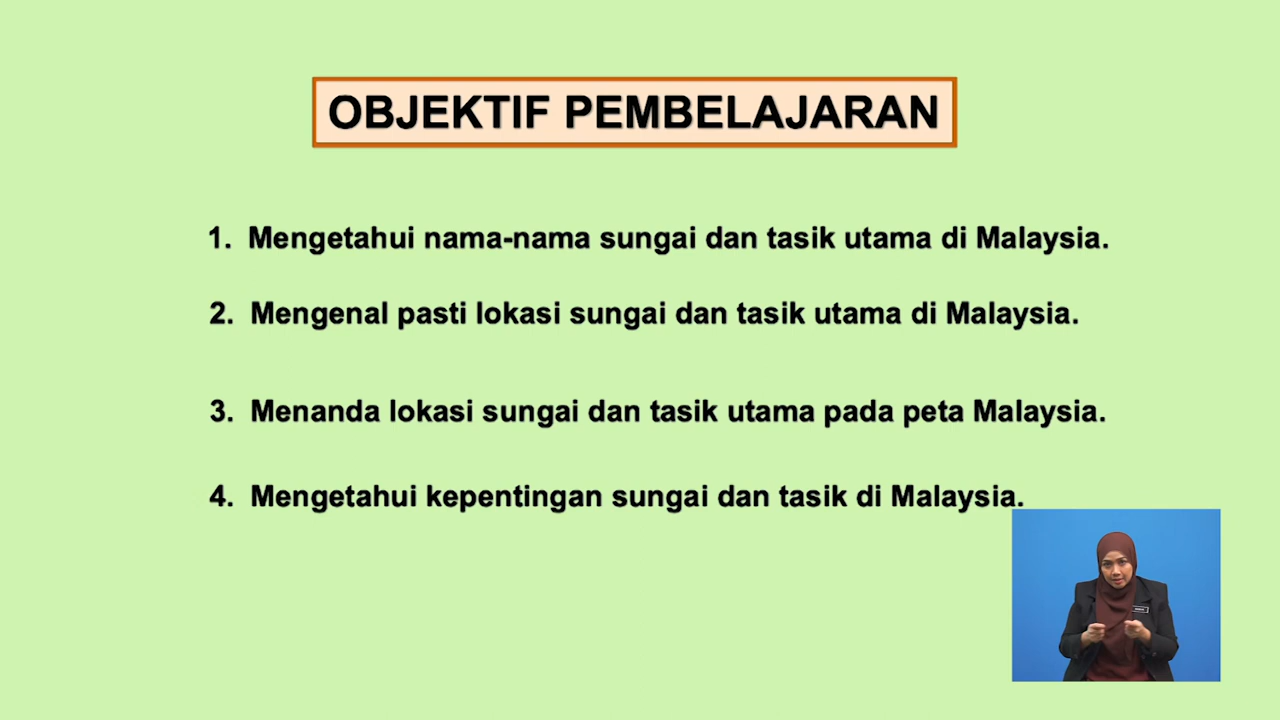 OBJEKTIF PEMBELAJARAN
1. Mengetahui nama-nama sungai dan tasik utama di Malaysia.
2. Mengenal pasti lokasi sungai dan tasik utama di Malaysia.
3. Menanda lokasi sungai dan tasik utama pada peta Malaysia.
4. Mengetahui kepentingan sungai dan tasik di Malaysia.